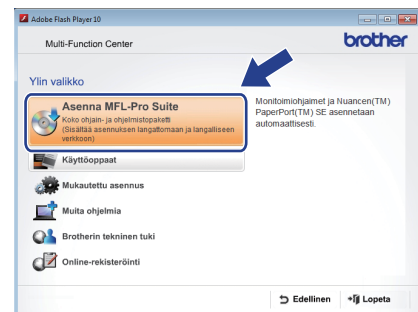 Adobe Flash Player 10
Multi-Function Center
brother
Ylin valikko
Asenna MFL-Pro Suite
Koko ohjain- ja ohjelmistopaketti
(Sisältää asennuksen langattomaan ja langalliseen
verkkoon)
Monitoimiohjaimet ja Nuancen(TM)
PaperPort(TM) SE asennetaan
automaattisesti.
Käyttöoppaat
Mukautettu asennus
Muita ohjelmia
Brotherin tekninen tuki
Online-rekisteröinti
Edellinen
Lopeta